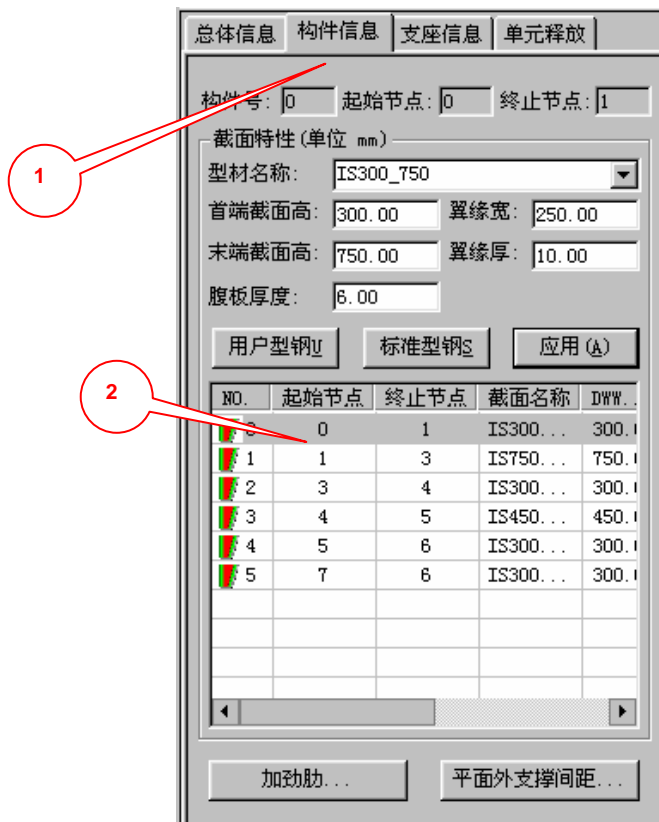 总体信息 构件信息 支座信息 单元释放
构件号: 0 起始节点: 0 终止节点: 1
1
截面特性(单位 mm)
型材名称: IS300_750
首端截面高: 300.00 翼缘宽: 250.00
末端截面高: 750.00 翼缘厚: 10.00
腹板厚度: 6.00
用户型钢U 标准型钢S 应用(A)
2
NO. 起始节点 终止节点 截面名称 DWW..
0 0 1 IS300... 300.
1 1 3 IS750... 750.
2 3 4 IS300... 300.
3 4 5 IS450... 450.
4 5 6 IS300... 300.
5 7 6 IS300... 300.
加劲肋... 平面外支撑间距...